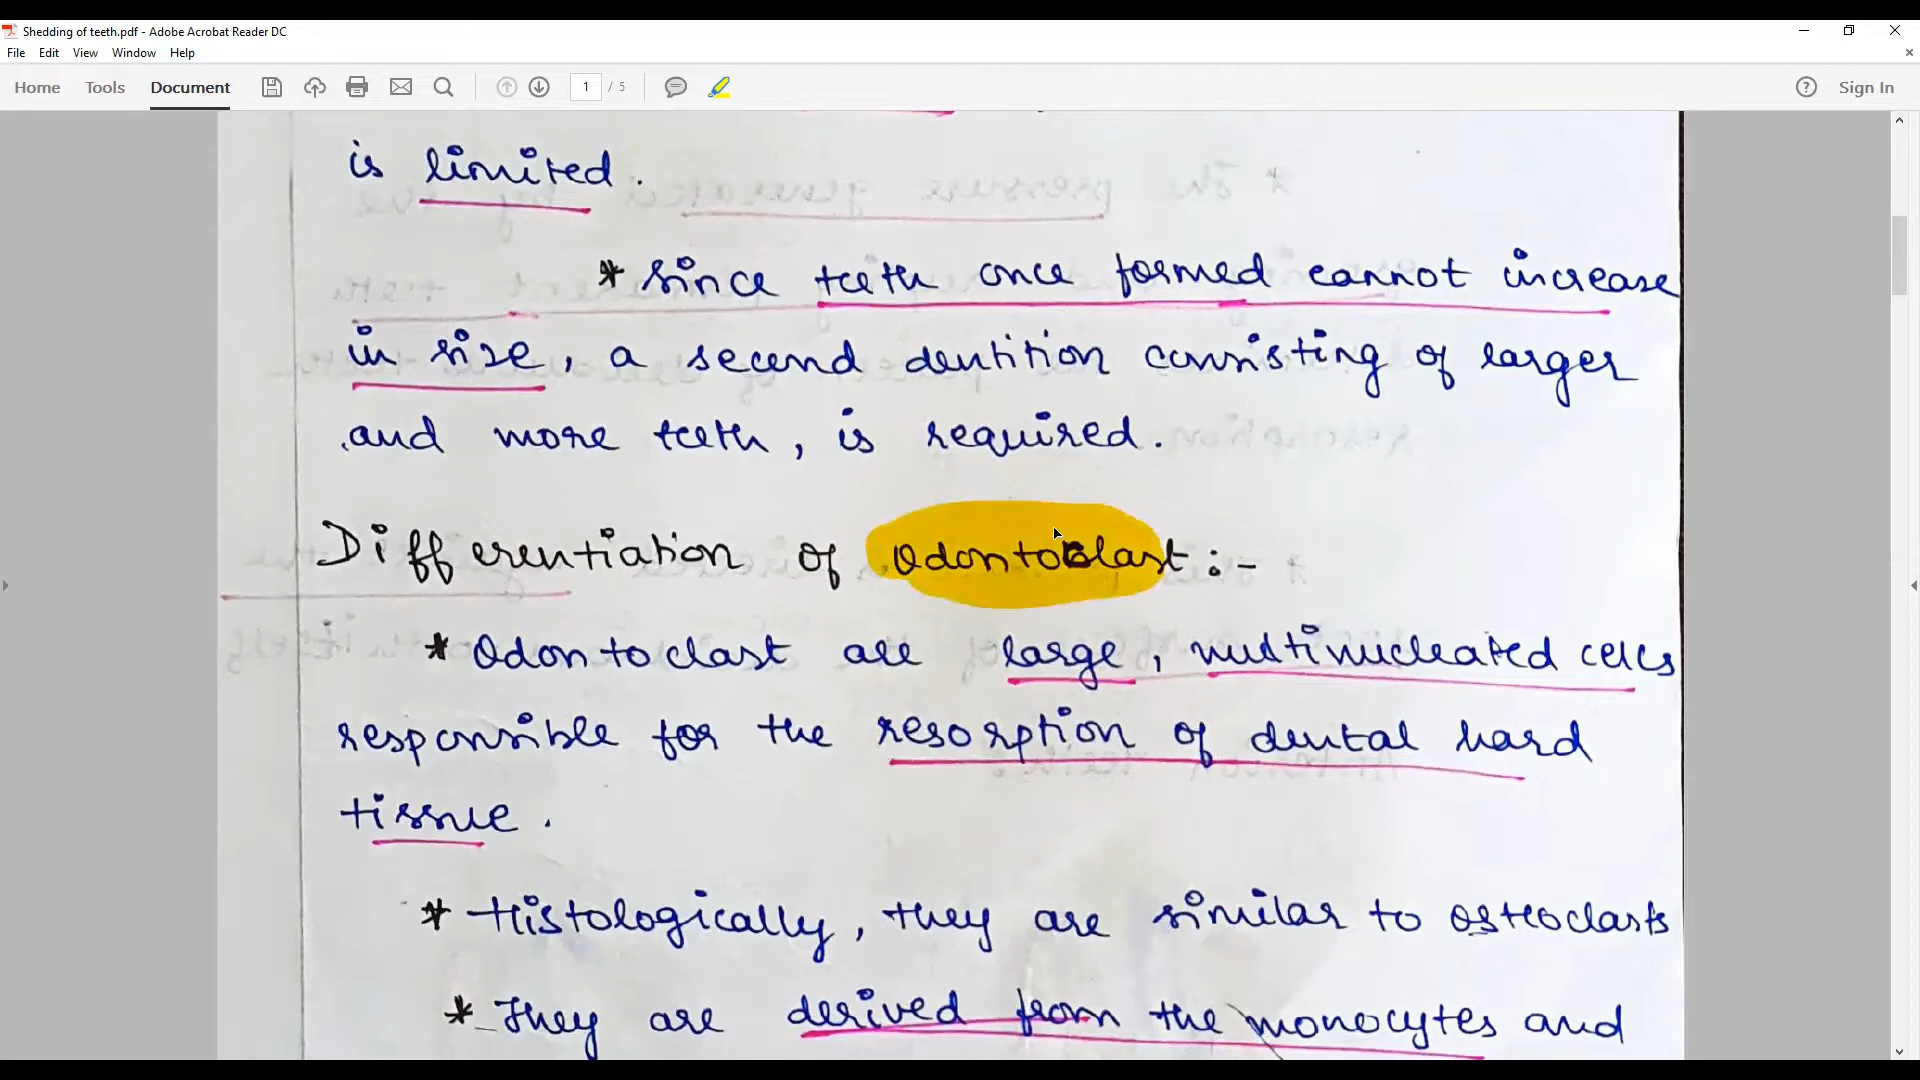 Shedding of teeth.pdf - Adobe Acrobat Reader DC
File Edit View Window Help
Home Tools Document 1 / 5 Sign In
is limited.
* Since teeth once formed cannot increase
in size, a second dentition consisting of larger
and more teeth, is required.
Differentiation of Odontoclast :-
* Odontoclast are large, multinucleated cells
responsible for the resorption of dental hard
tissue.
* Histologically, they are similar to osteoclasts
* They are derived from the monocytes and